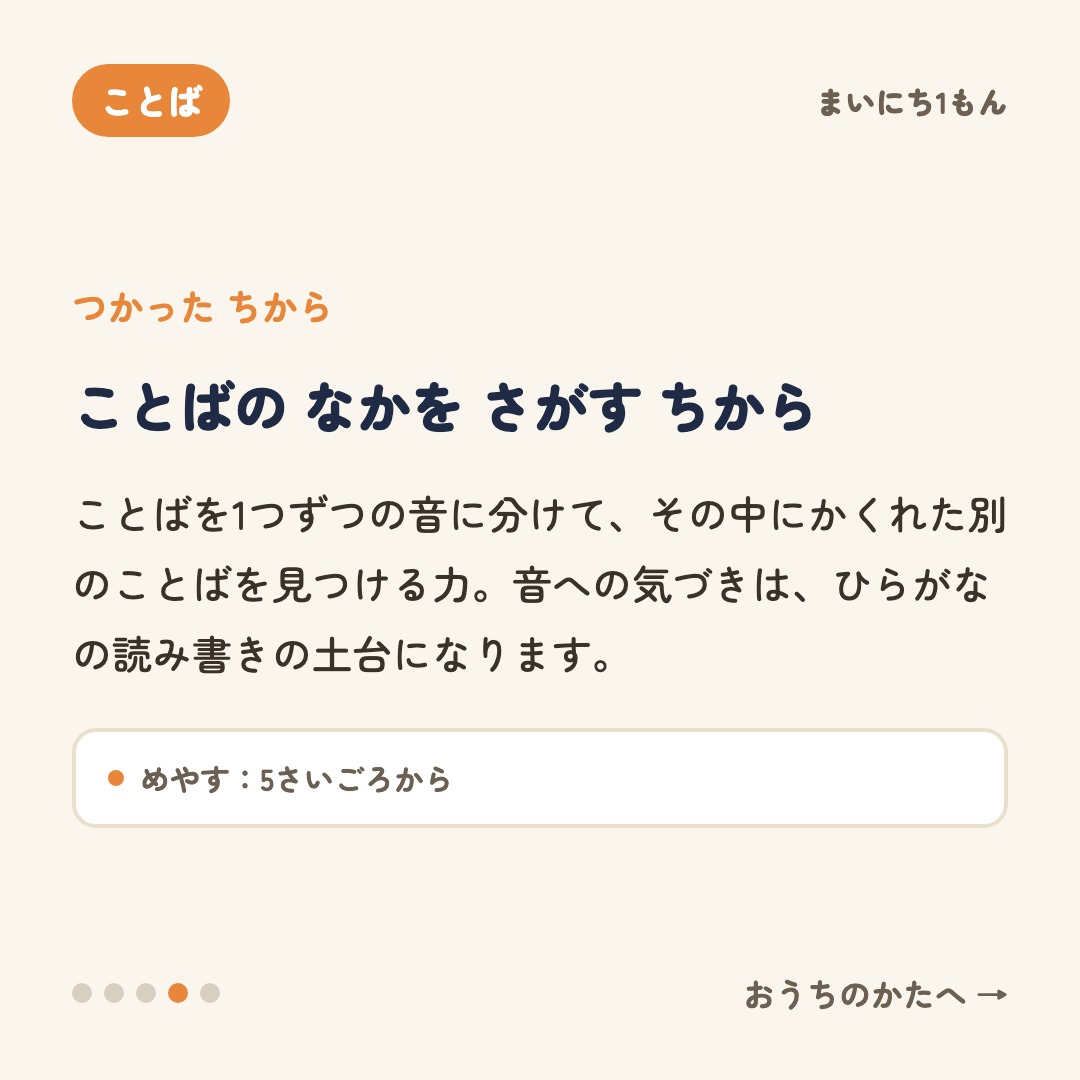 ことば
まいにち1もん
つかった ちから
ことばの なかを さがす ちから
ことばを1つずつの音に分けて、その中にかくれた別
のことばを見つける力。音への気づきは、ひらがな
の読み書きの土台になります。
めやす：5さいごろから
おうちのかたへ →